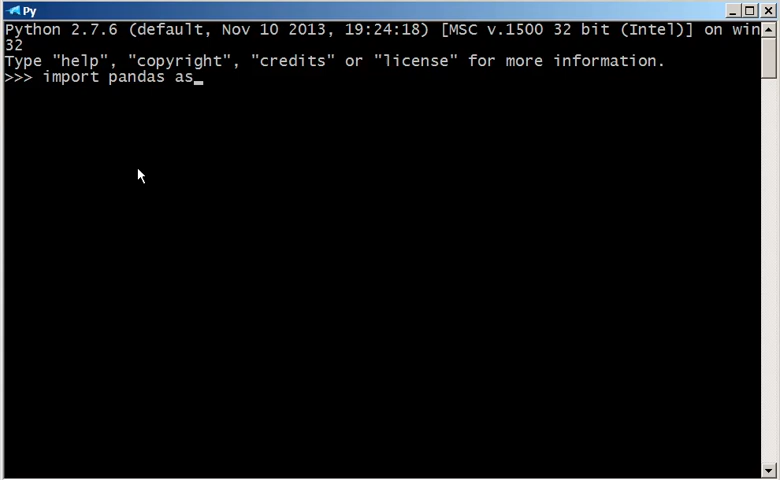 Py
Python 2.7.6 (default, Nov 10 2013, 19:24:18) [MSC v.1500 32 bit (Intel)] on win
32
Type "help", "copyright", "credits" or "license" for more information.
>>> import pandas as_